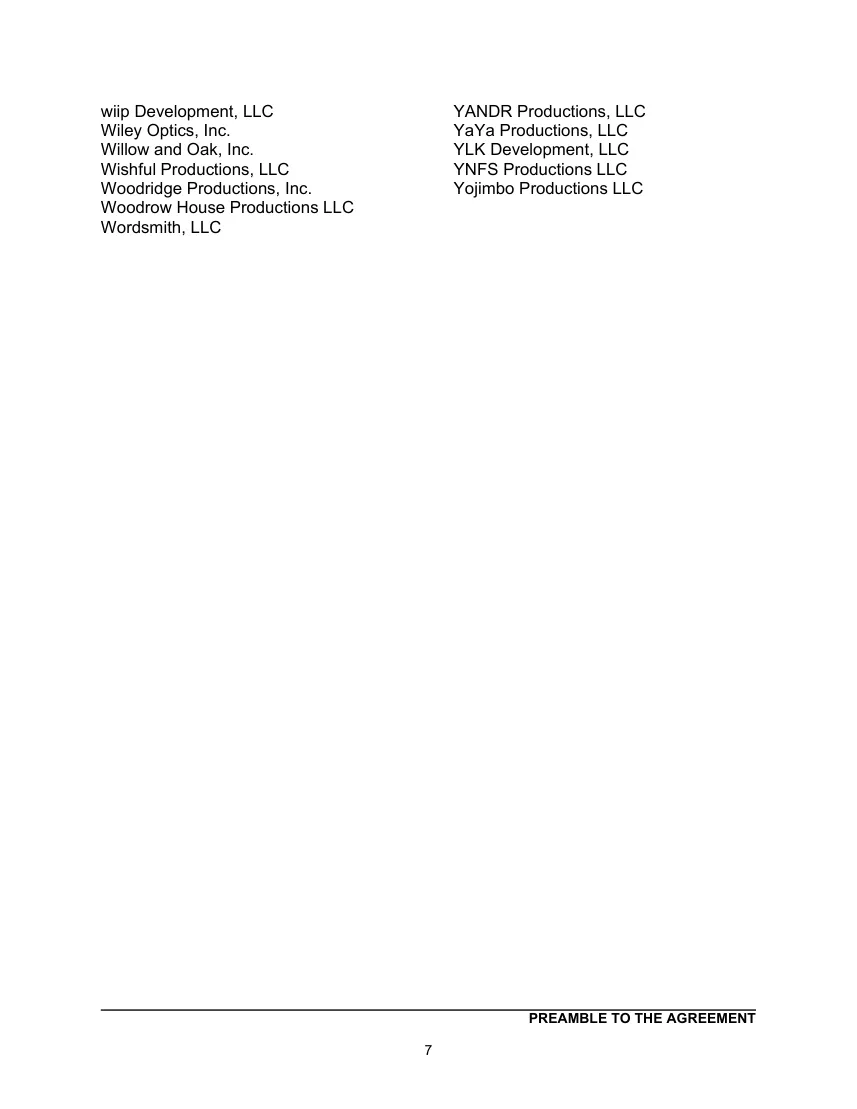 wiip Development, LLC
Wiley Optics, Inc.
Willow and Oak, Inc.
Wishful Productions, LLC
Woodridge Productions, Inc.
Woodrow House Productions LLC
Wordsmith, LLC
YANDR Productions, LLC
YaYa Productions, LLC
YLK Development, LLC
YNFS Productions LLC
Yojimbo Productions LLC
PREAMBLE TO THE AGREEMENT
7